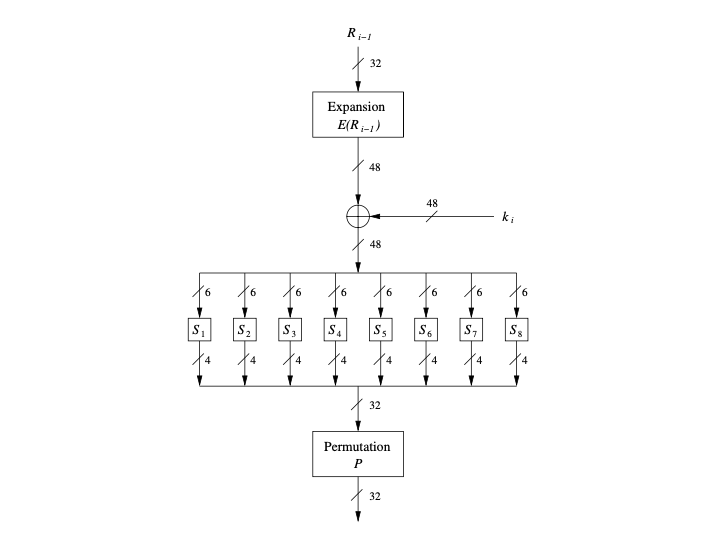 R i−1
32
Expansion
E(R i−1 )
48
48
k i
48
6 6 6 6 6 6 6 6
S1 S2 S3 S4 S5 S6 S7 S8
4 4 4 4 4 4 4 4
32
Permutation
P
32